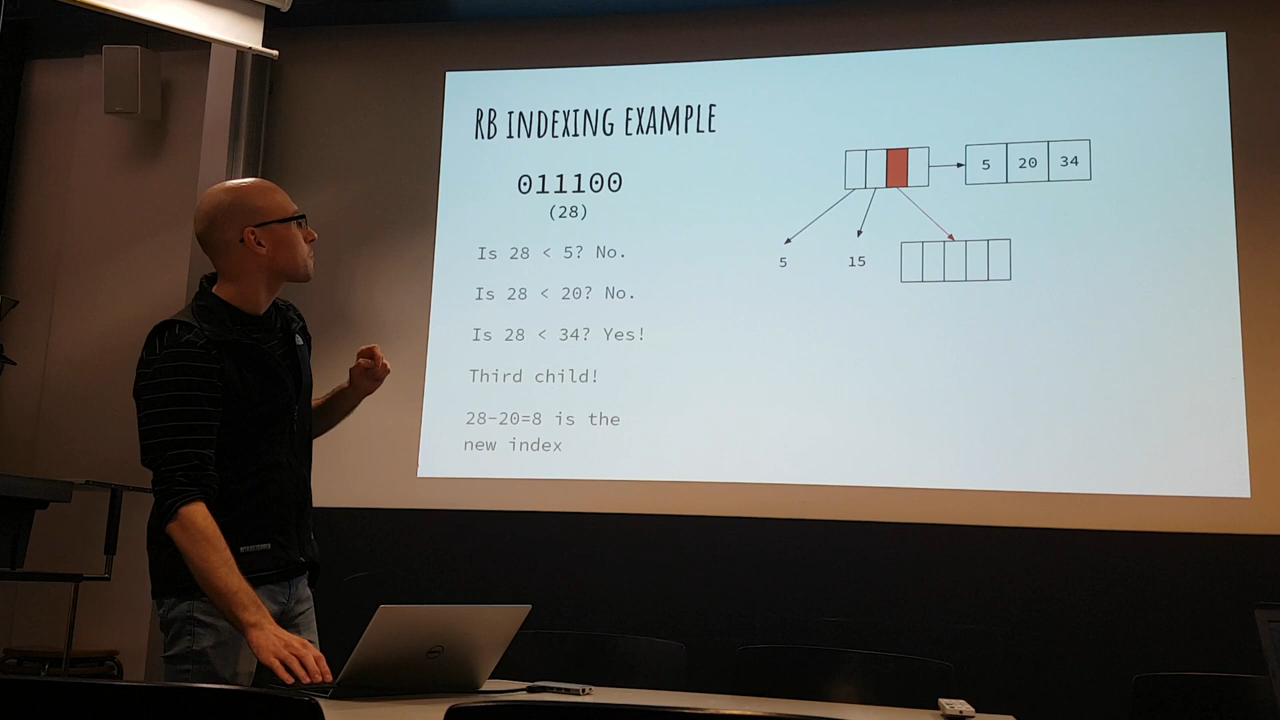 RB INDEXING EXAMPLE
011100
(28)
Is 28 < 5? No.
Is 28 < 20? No.
Is 28 < 34? Yes!
Third child!
28-20=8 is the
new index
5 20 34
5 15
DELL